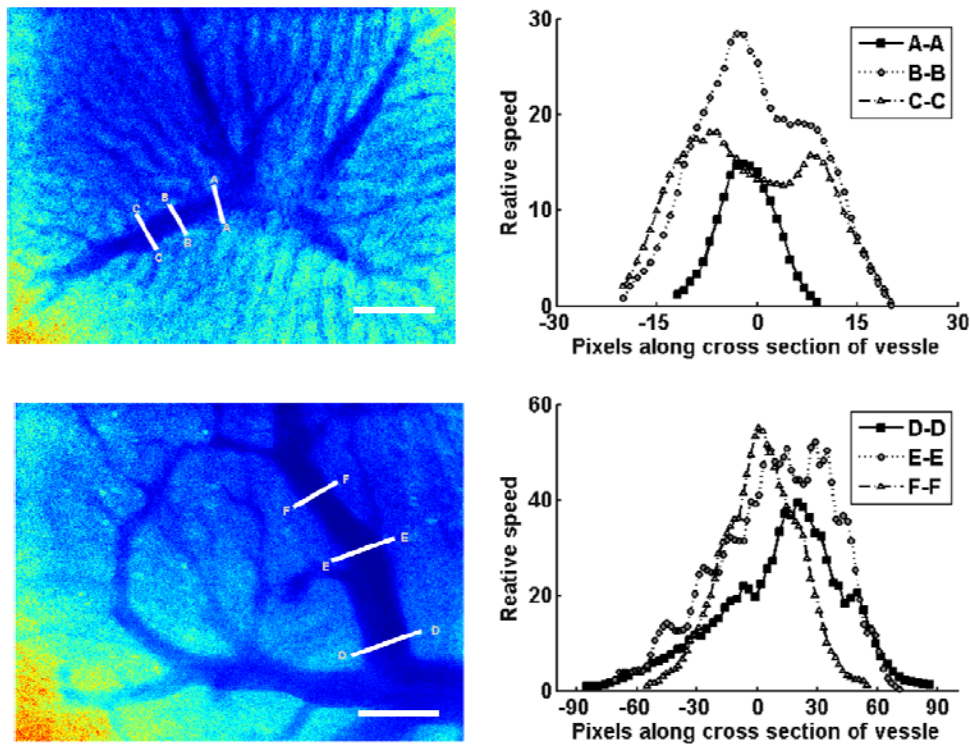 A
B
C
A
B
C
30
20
10
0
Reative speed
-30 -15 0 15 30
Pixels along cross section of vessle
A-A
B-B
C-C
F
F
E
E
D
D
60
40
20
0
Reative speed
-90 -60 -30 0 30 60 90
Pixels along cross section of vessle
D-D
E-E
F-F